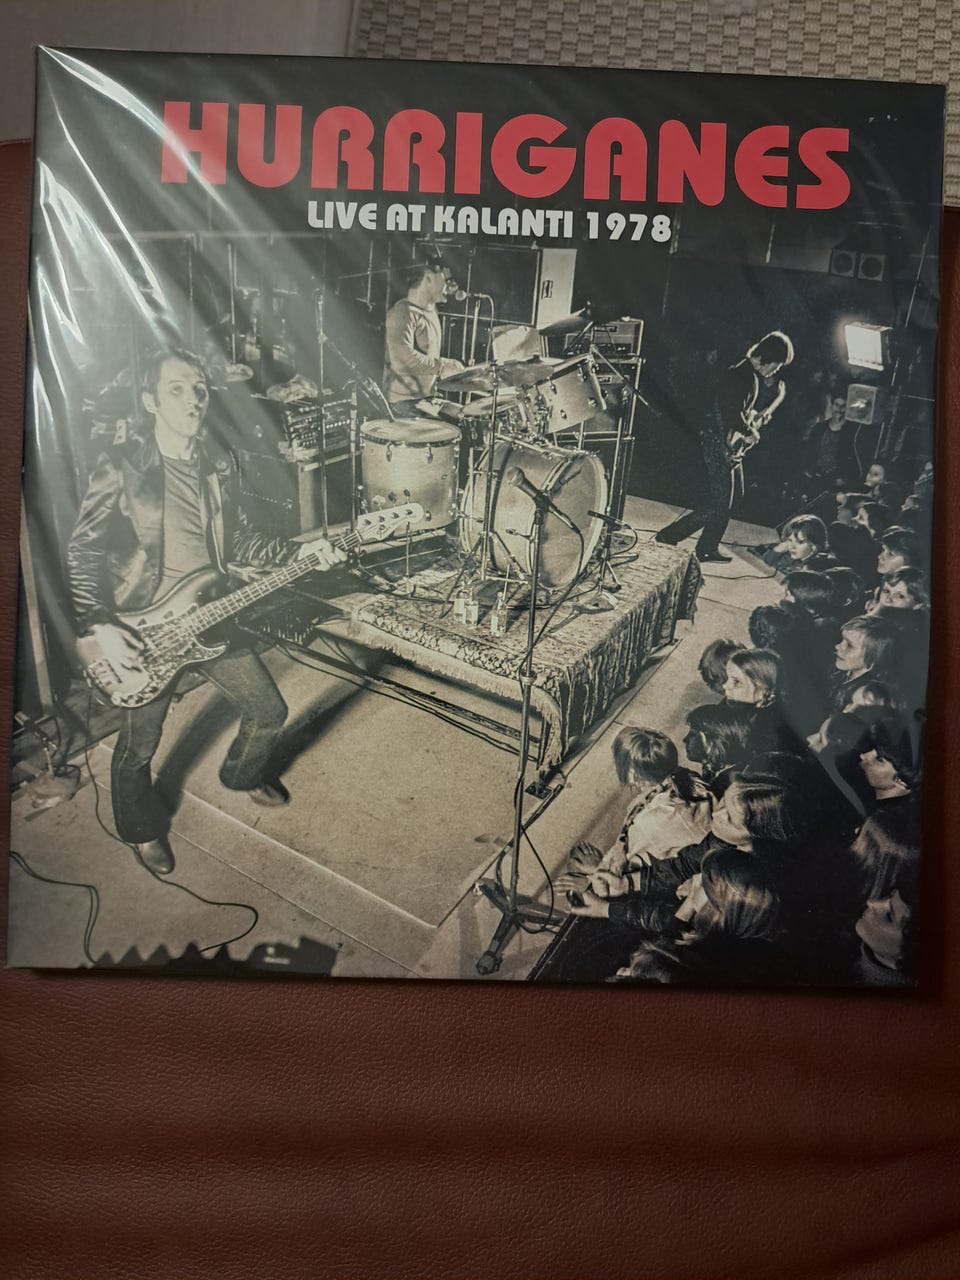 HURRIGANES
LIVE AT KALANTI 1978